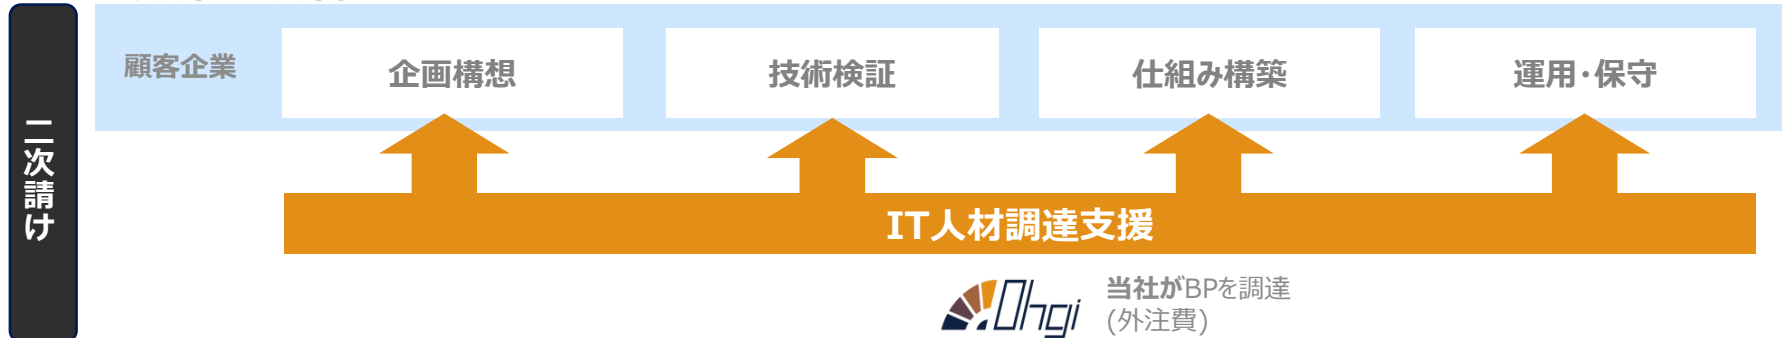 二次請け
顧客企業
企画構想
技術検証
仕組み構築
運用・保守
IT人材調達支援
Ohgi
当社がBPを調達
(外注費)